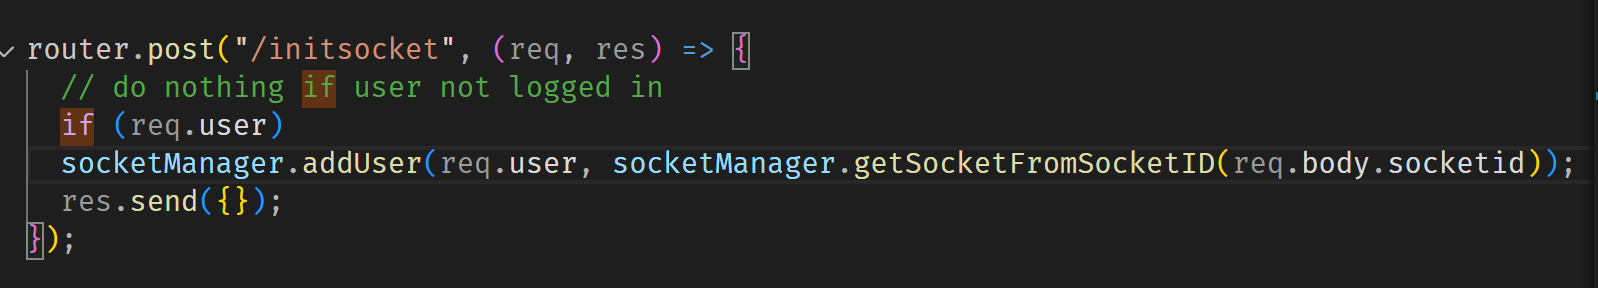 router.post("/initsocket", (req, res) => {
// do nothing if user not logged in
if (req.user)
socketManager.addUser(req.user, socketManager.getSocketFromSocketID(req.body.socketid));
res.send({});
});